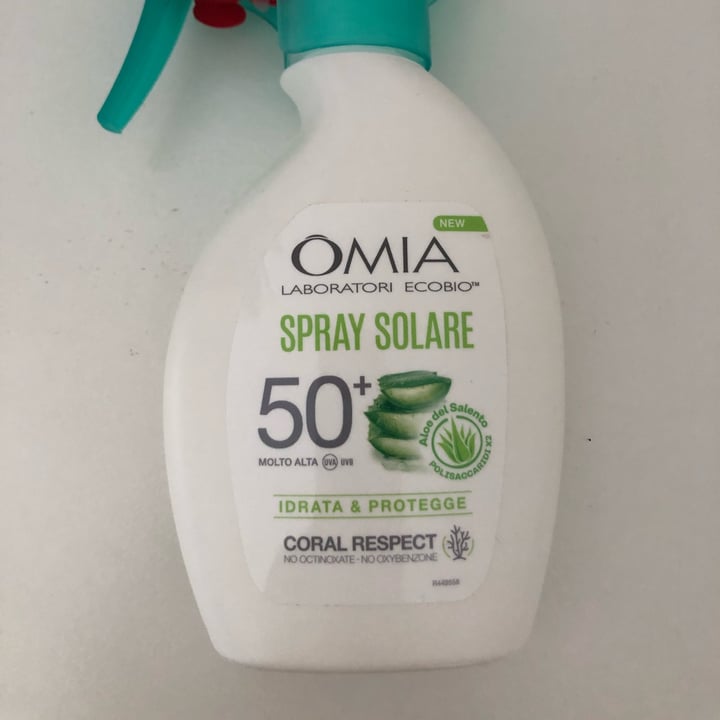 NEW
ÔMIA
LABORATORI ECOBIO™
SPRAY SOLARE
50+
MOLTO ALTA UVA UVB
Aloe del Salento
POLISACCARIDI X2
IDRATA & PROTEGGE
CORAL RESPECT
NO OCTINOXATE - NO OXYBENZONE